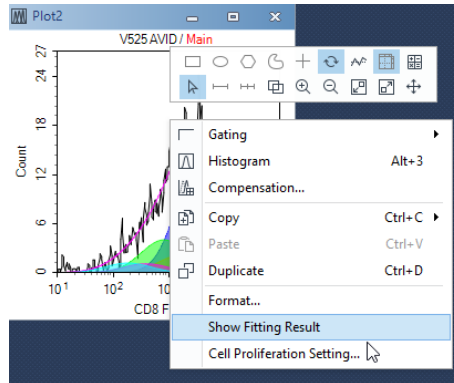 Plot2
V525 AVID / Main
27
24
18
12
6
0
Count
10 1
10 2
10
CD8 F
Gating
Histogram Alt+3
Compensation...
Copy Ctrl+C
Paste Ctrl+V
Duplicate Ctrl+D
Format...
Show Fitting Result
Cell Proliferation Setting...